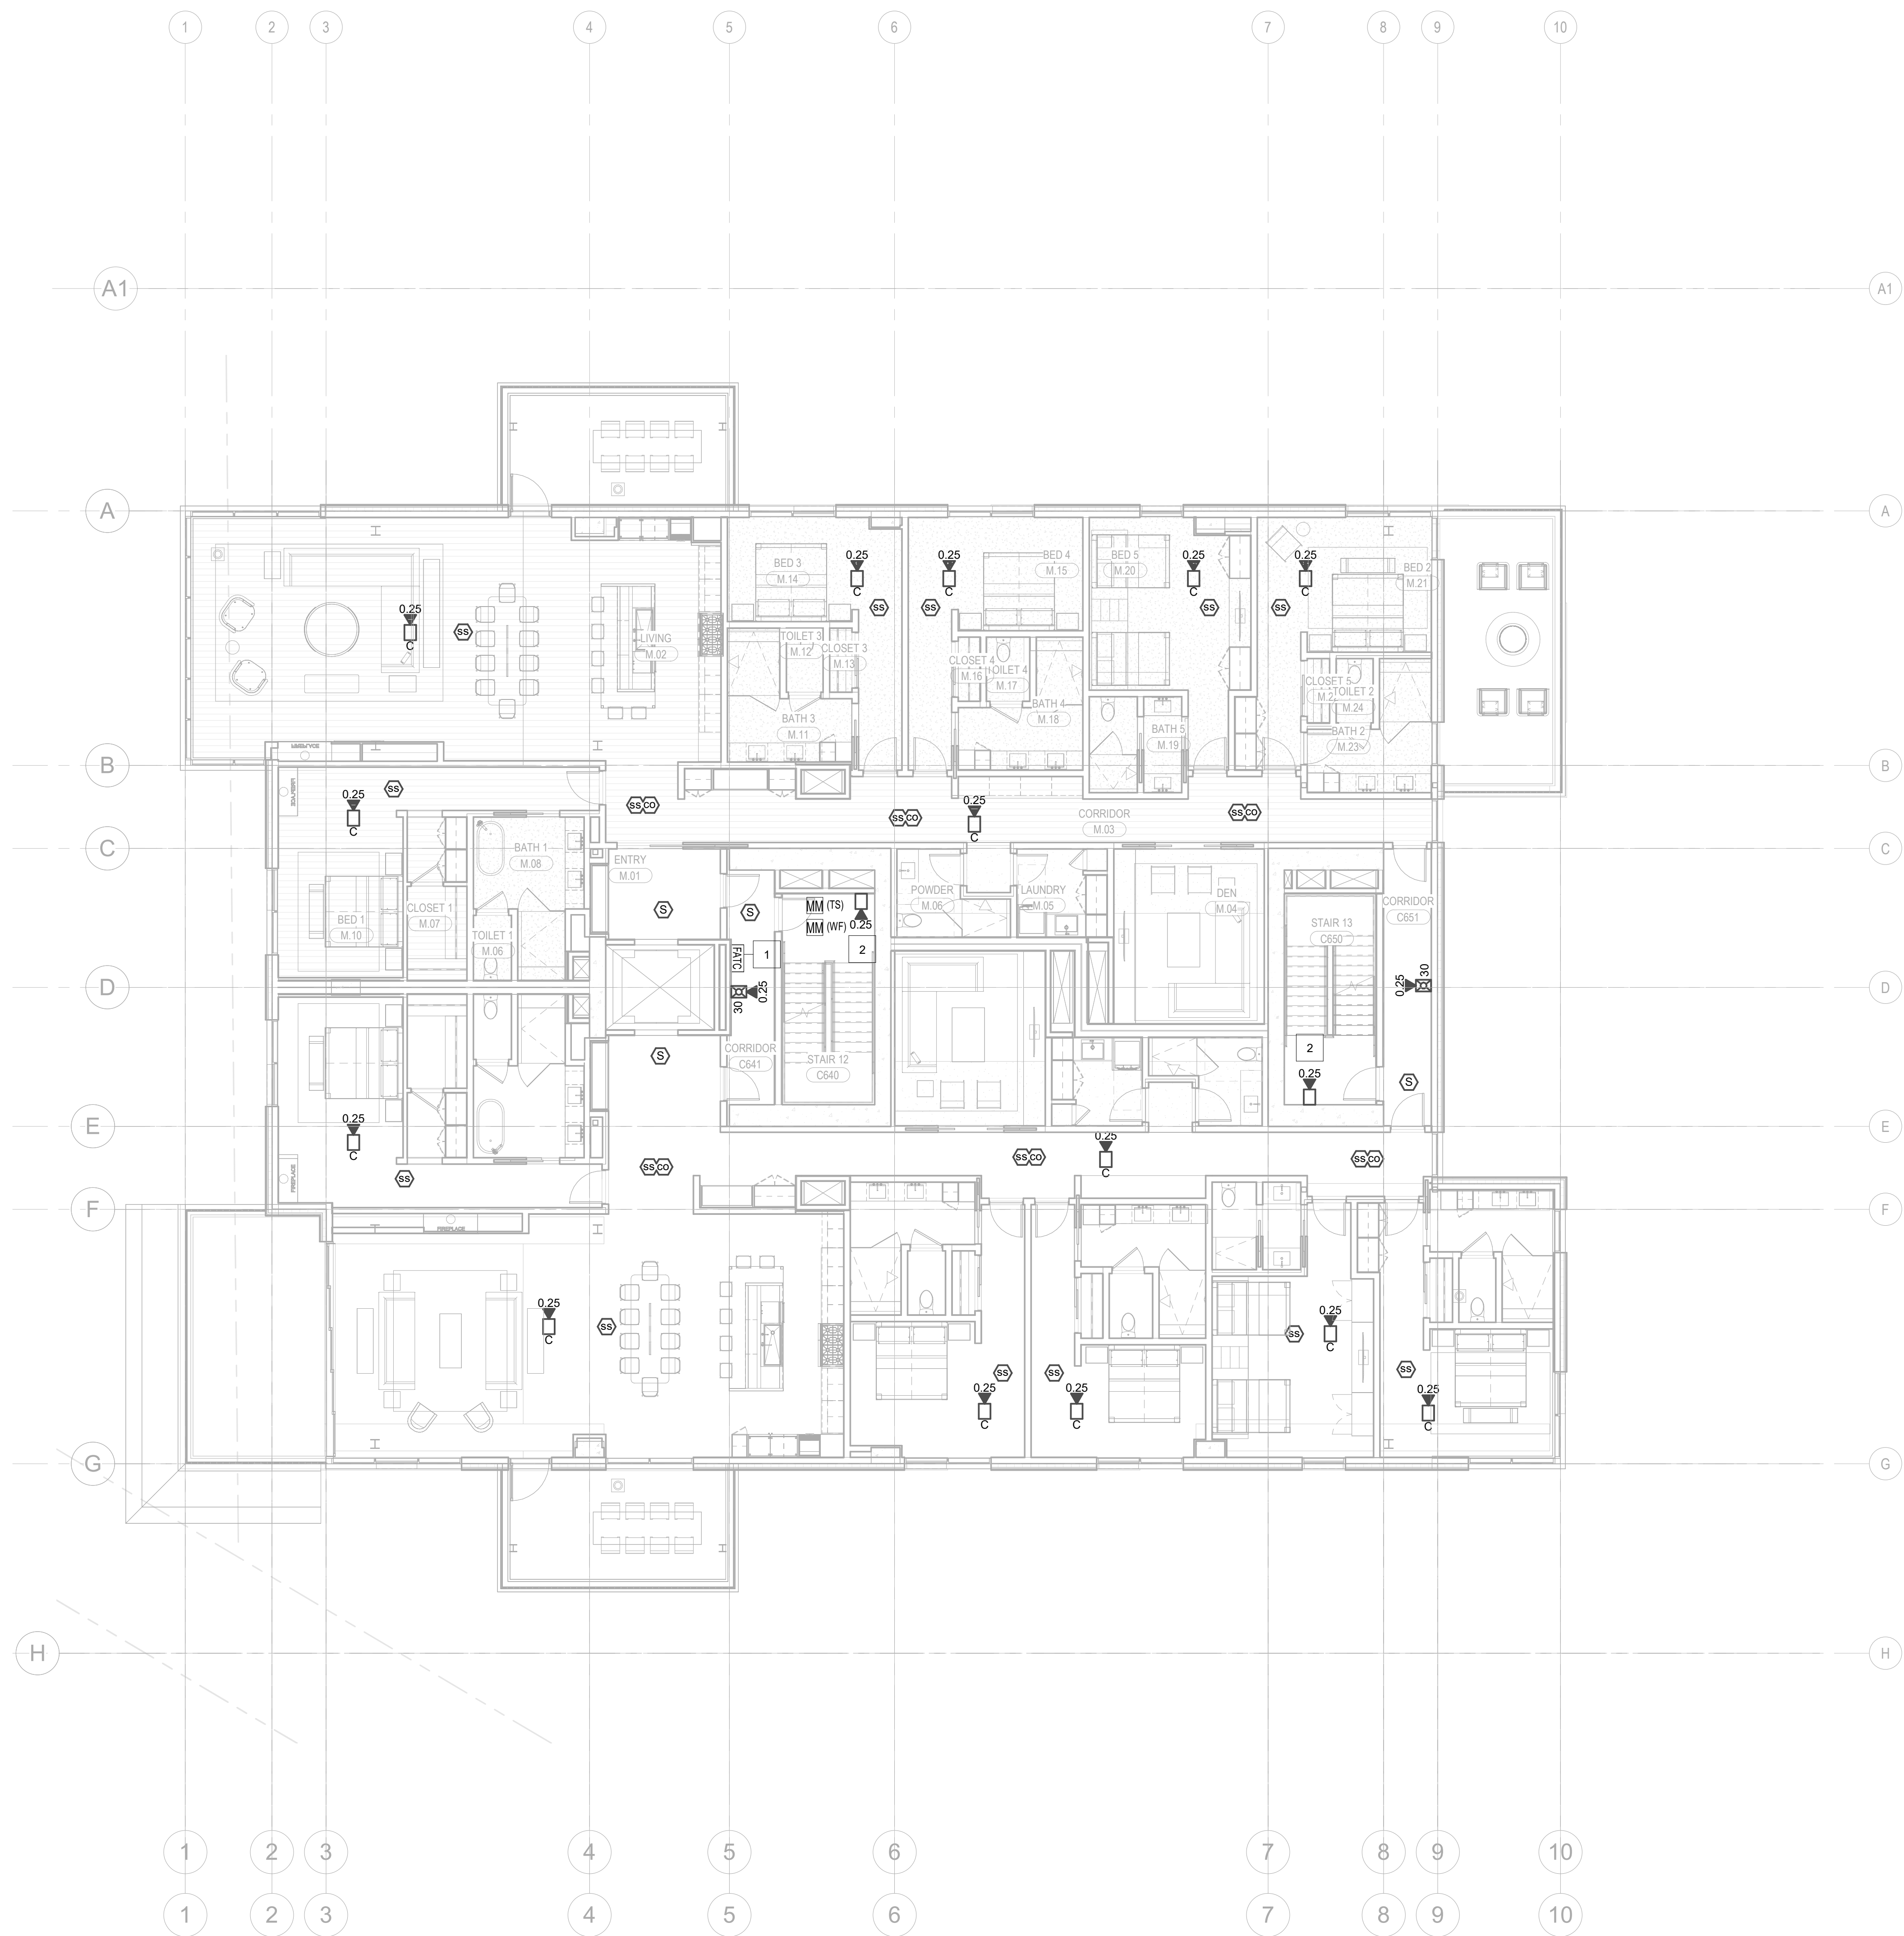 1 2 3 4 5 6 7 8 9 10
A1 A1
A A
BED 3
M.14
0.25
C
SS
0.25
C
SS
BED 4
M.15
BED 5
M.20
0.25
C
SS
0.25
C
SS
BED 2
M.21
0.25
C
SS
LIVING
M.02
TOILET 3
M.12
CLOSET 3
M.13
CLOSET 4
M.16
TOILET 4
M.17
CLOSET 5
M.2
TOILET 2
M.24
BATH 3
M.11
BATH 4
M.18
BATH 5
M.19
BATH 2
M.23
FIREPLACE
B B
FIREPLACE
0.25
C
SS
SS CO
SS CO
0.25
C
CORRIDOR
M.03
SS CO
C C
BATH 1
M.08
ENTRY
M.01
POWDER
M.06
LAUNDRY
M.05
DEN
M.04
CORRIDOR
C651
BED 1
M.10
CLOSET 1
M.07
TOILET 1
M.06
S
S
MM (TS)
MM (WF)
0.25
STAIR 13
C650
FATC
1
2
D D
30
0.25
0.25
30
S
CORRIDOR
C641
STAIR 12
C640
2
0.25
S
E E
0.25
C
SS
FIREPLACE
SS CO
SS CO
0.25
C
SS CO
F F
FIREPLACE
0.25
C
SS
SS
0.25
C
SS
0.25
C
SS
0.25
C
SS
0.25
C
G G
H H
1 2 3 4 5 6 7 8 9 10
1 2 3 4 5 6 7 8 9 10